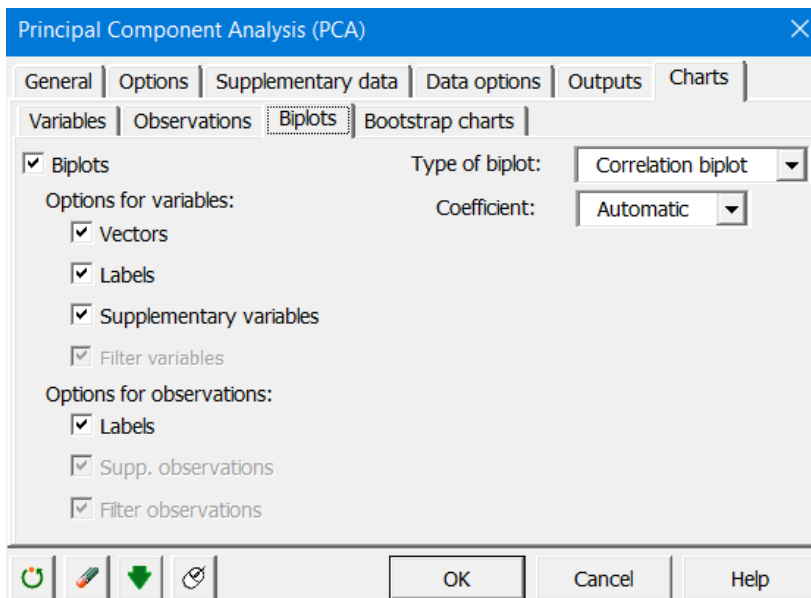 Principal Component Analysis (PCA)
General Options Supplementary data Data options Outputs Charts
Variables Observations Biplots Bootstrap charts
Biplots Type of biplot: Correlation biplot
Options for variables: Coefficient: Automatic
Vectors
Labels
Supplementary variables
Filter variables
Options for observations:
Labels
Supp. observations
Filter observations
OK Cancel Help